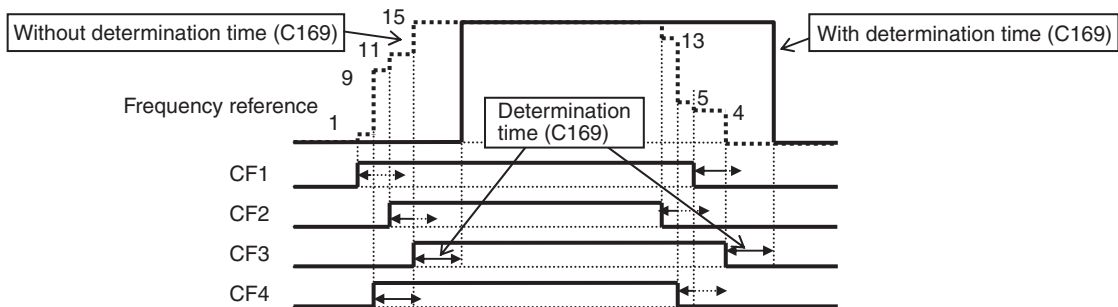 Without determination time (C169)
15
11
9
Frequency reference
1
13
5
4
With determination time (C169)
Determination
time (C169)
CF1
CF2
CF3
CF4